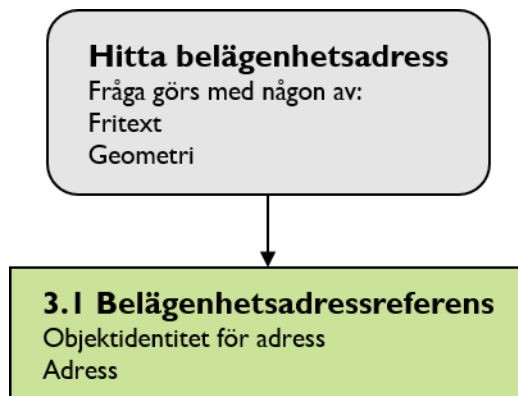 Hitta belägenhetsadress
Fråga görs med någon av:
Fritext
Geometri
3.1 Belägenhetsadressreferens
Objektidentitet för adress
Adress